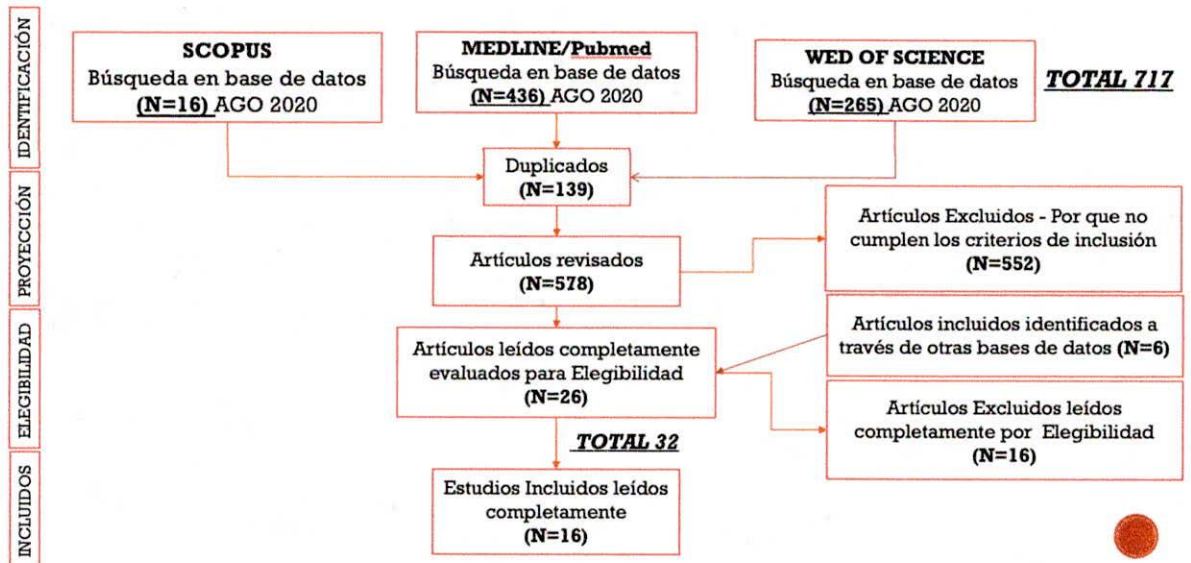 IDENTIFICACIÓN
SCOPUS
Búsqueda en base de datos
(N=16) AGO 2020
MEDLINE/Pubmed
Búsqueda en base de datos
(N=436) AGO 2020
WED OF SCIENCE
Búsqueda en base de datos
(N=265) AGO 2020
TOTAL 717
Duplicados
(N=139)
PROYECCIÓN
Artículos revisados
(N=578)
Artículos Excluidos - Por que no
cumplen los criterios de inclusión
(N=552)
ELEGIBILIDAD
Artículos leídos completamente
evaluados para Elegibilidad
(N=26)
Artículos incluidos identificados a
través de otras bases de datos (N=6)
Artículos Excluidos leídos
completamente por Elegibilidad
(N=16)
TOTAL 32
INCLUIDOS
Estudios Incluidos leídos
completamente
(N=16)